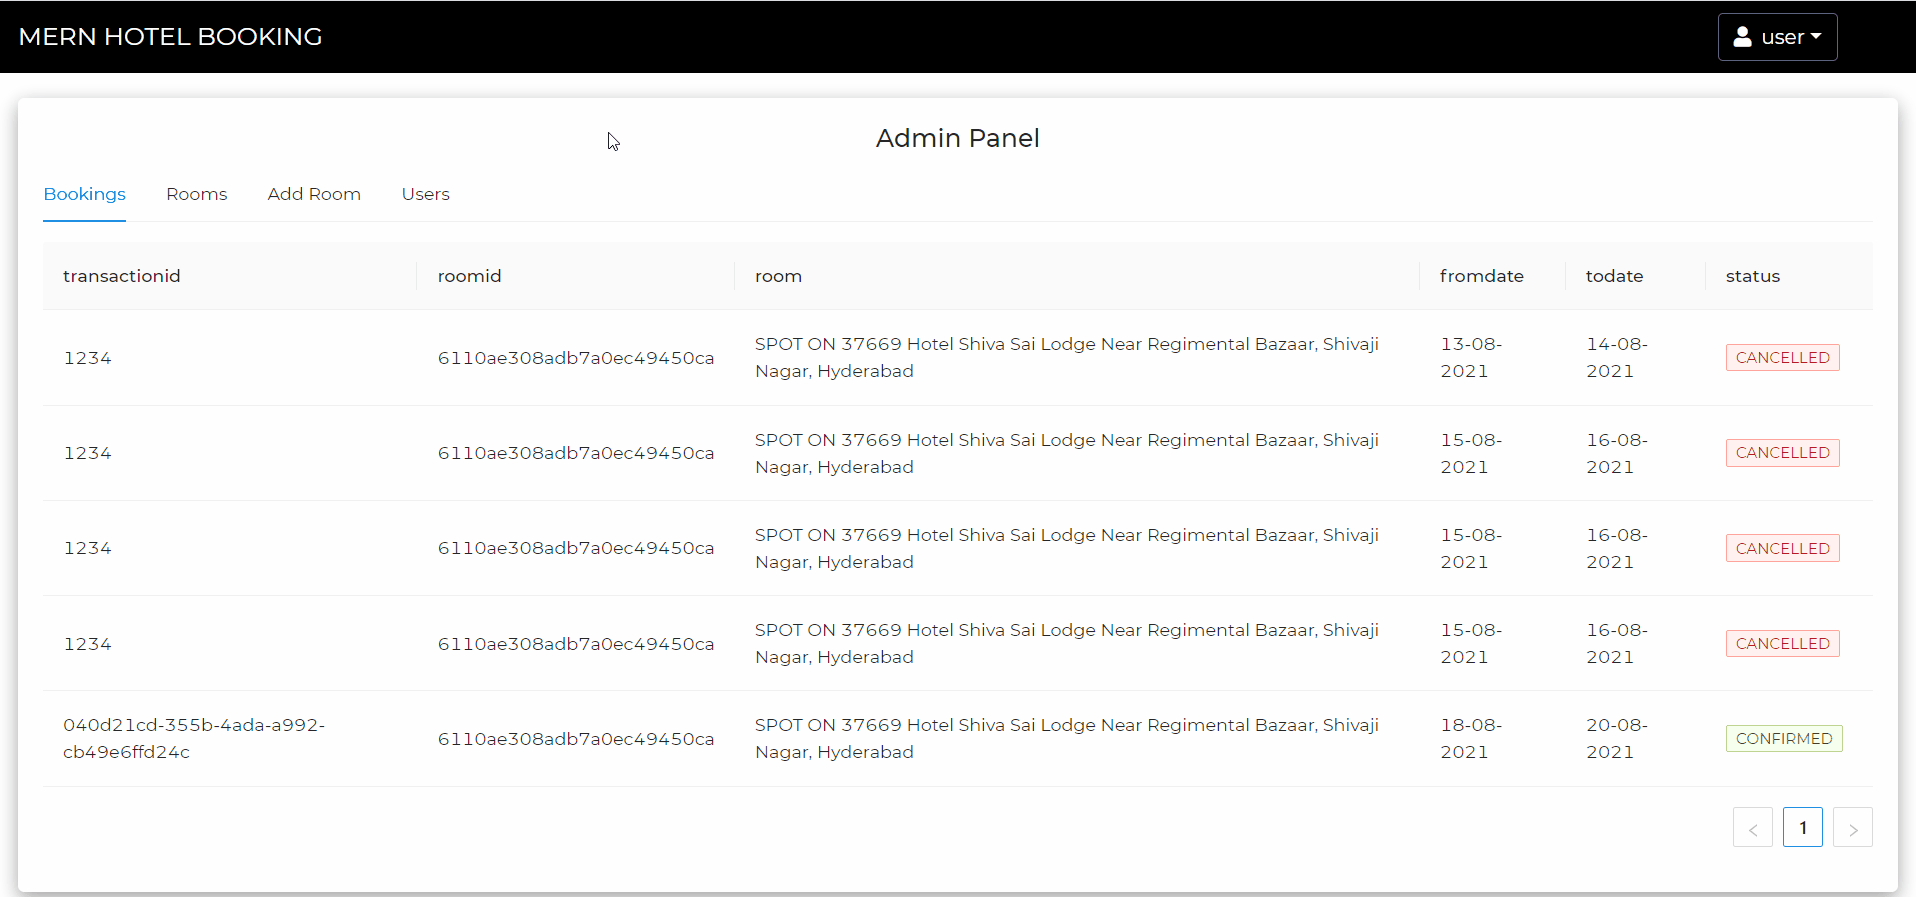 MERN HOTEL BOOKING
user
Admin Panel
Bookings Rooms Add Room Users
transactionid roomid room fromdate todate status
1234 6110ae308adb7a0ec49450ca SPOT ON 37669 Hotel Shiva Sai Lodge Near Regimental Bazaar, Shivaji 13-08- 14-08- CANCELLED
Nagar, Hyderabad 2021 2021
1234 6110ae308adb7a0ec49450ca SPOT ON 37669 Hotel Shiva Sai Lodge Near Regimental Bazaar, Shivaji 15-08- 16-08- CANCELLED
Nagar, Hyderabad 2021 2021
1234 6110ae308adb7a0ec49450ca SPOT ON 37669 Hotel Shiva Sai Lodge Near Regimental Bazaar, Shivaji 15-08- 16-08- CANCELLED
Nagar, Hyderabad 2021 2021
1234 6110ae308adb7a0ec49450ca SPOT ON 37669 Hotel Shiva Sai Lodge Near Regimental Bazaar, Shivaji 15-08- 16-08- CANCELLED
Nagar, Hyderabad 2021 2021
040d21cd-355b-4ada-a992- 6110ae308adb7a0ec49450ca SPOT ON 37669 Hotel Shiva Sai Lodge Near Regimental Bazaar, Shivaji 18-08- 20-08- CONFIRMED
cb49e6ffd24c Nagar, Hyderabad 2021 2021
< 1 >